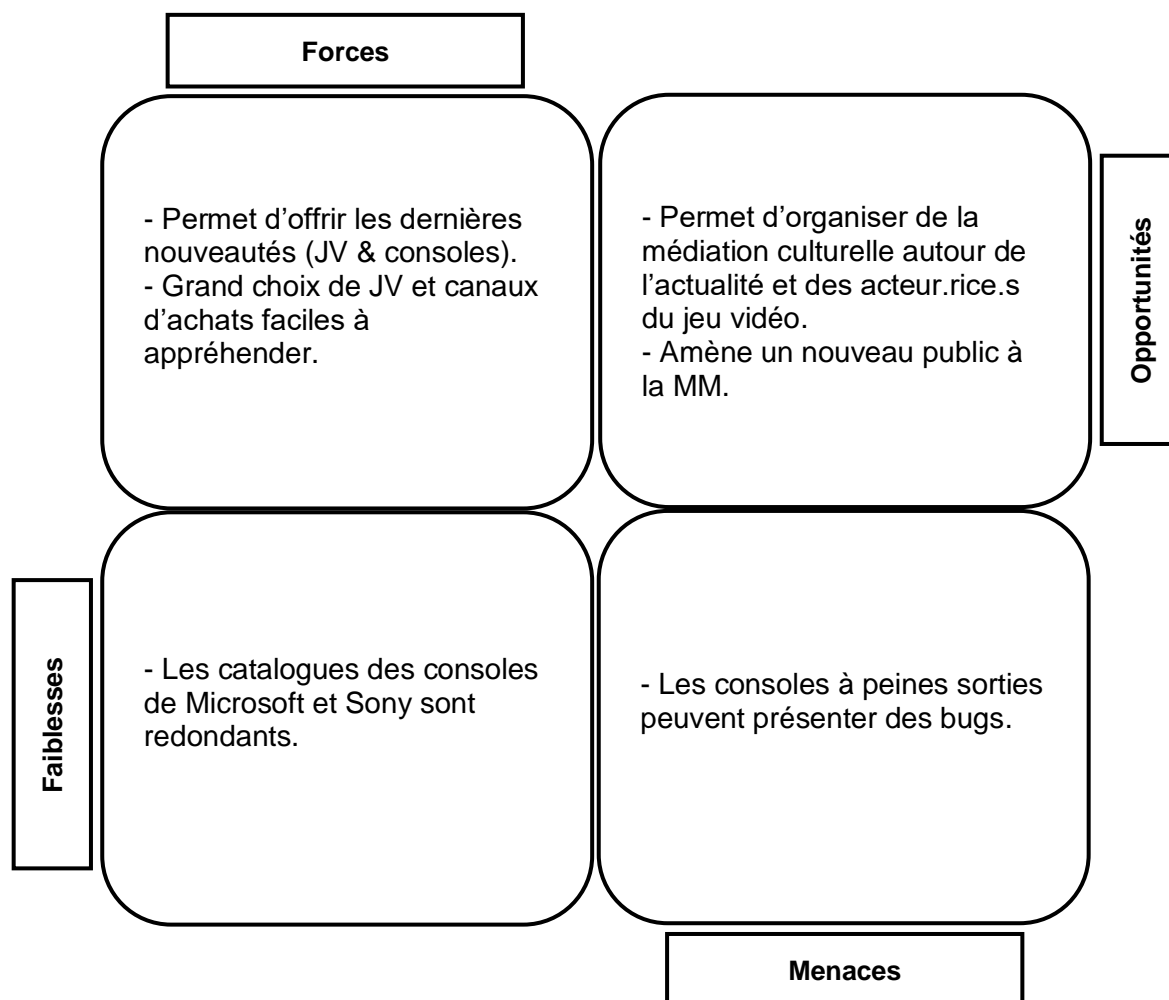 Forces
- Permet d’offrir les dernières
nouveautés (JV & consoles).
- Grand choix de JV et canaux
d’achats faciles à
appréhender.
- Permet d’organiser de la
médiation culturelle autour de
l’actualité et des acteur.rice.s
du jeu vidéo.
- Amène un nouveau public à
la MM.
Opportunités
Faiblesses
- Les catalogues des consoles
de Microsoft et Sony sont
redondants.
- Les consoles à peines sorties
peuvent présenter des bugs.
Menaces